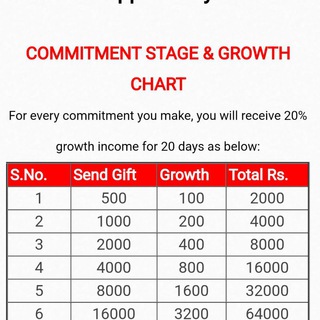 COMMITMENT STAGE & GROWTH
CHART
For every commitment you make, you will receive 20%
growth income for 20 days as below:
S.No. Send Gift Growth Total Rs.
1 500 100 2000
2 1000 200 4000
3 2000 400 8000
4 4000 800 16000
5 8000 1600 32000
6 16000 3200 64000